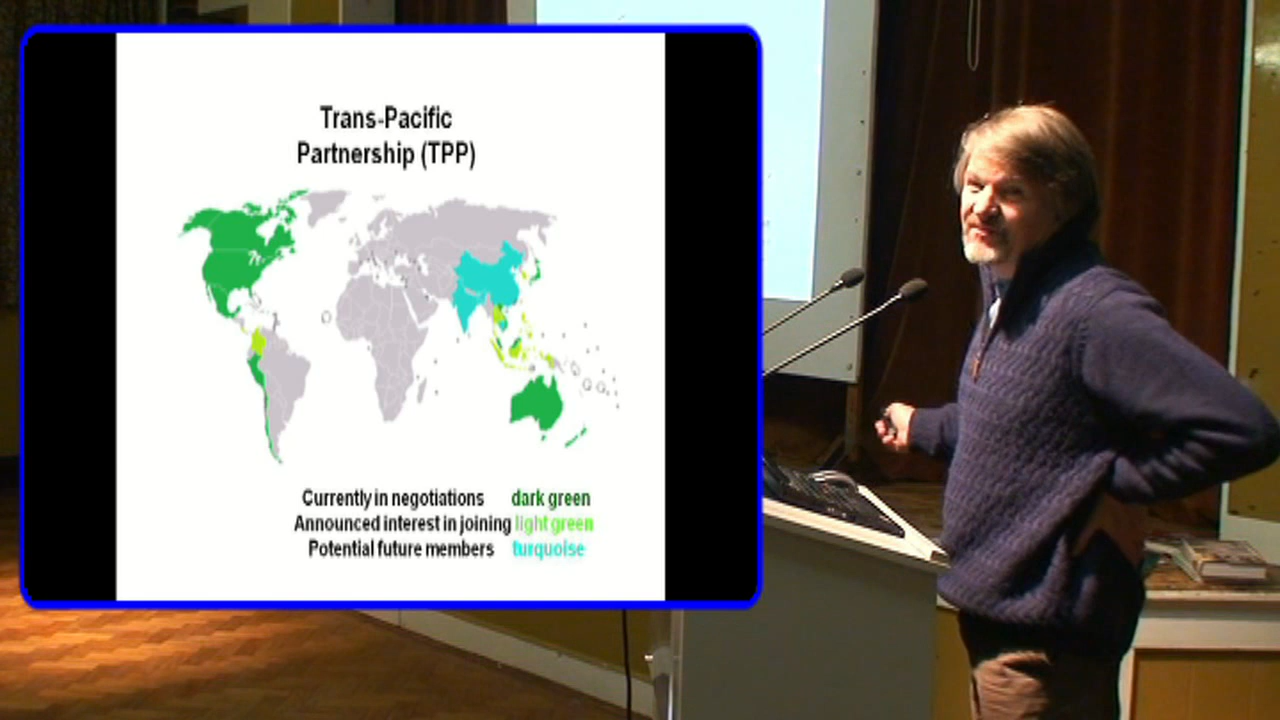 Trans-Pacific
Partnership (TPP)
Currently in negotiations dark green
Announced interest in joining light green
Potential future members turquoise